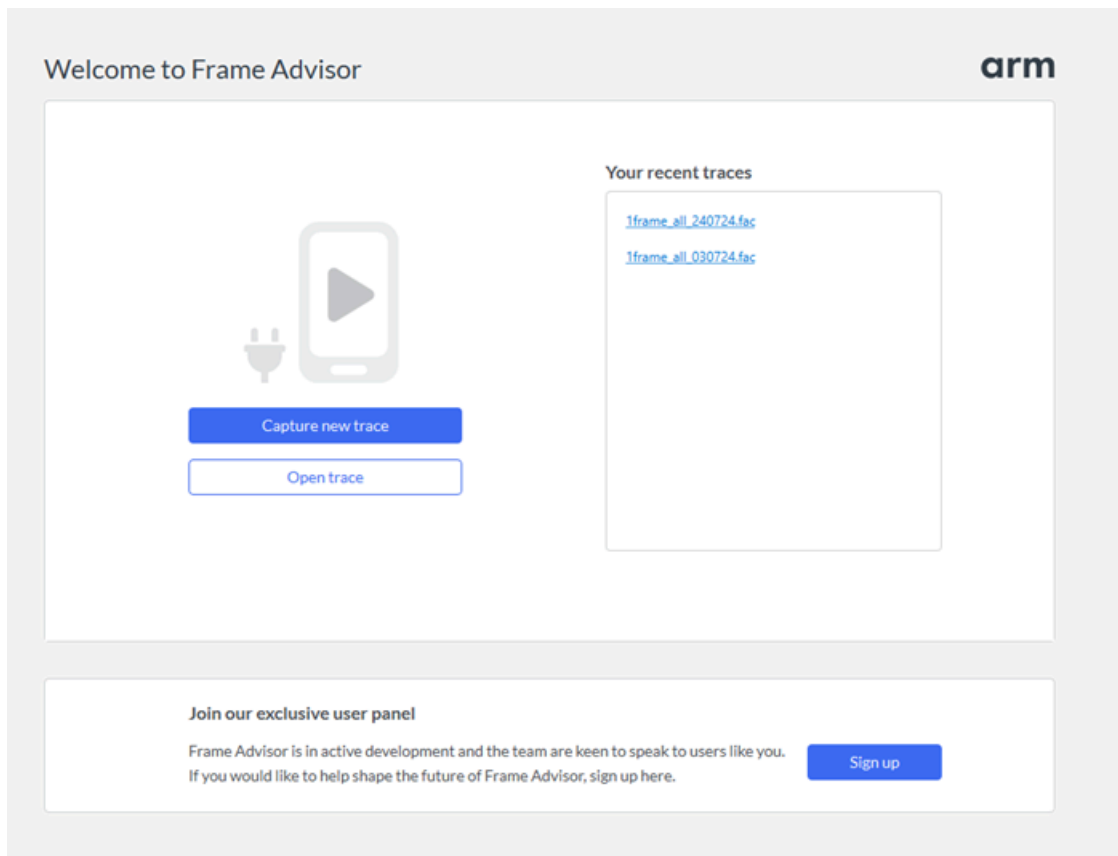 Welcome to Frame Advisor
arm
Your recent traces
1frame_all_240724.fac
1frame_all_030724.fac
Capture new trace
Open trace
Join our exclusive user panel
Frame Advisor is in active development and the team are keen to speak to users like you.
If you would like to help shape the future of Frame Advisor, sign up here.
Sign up